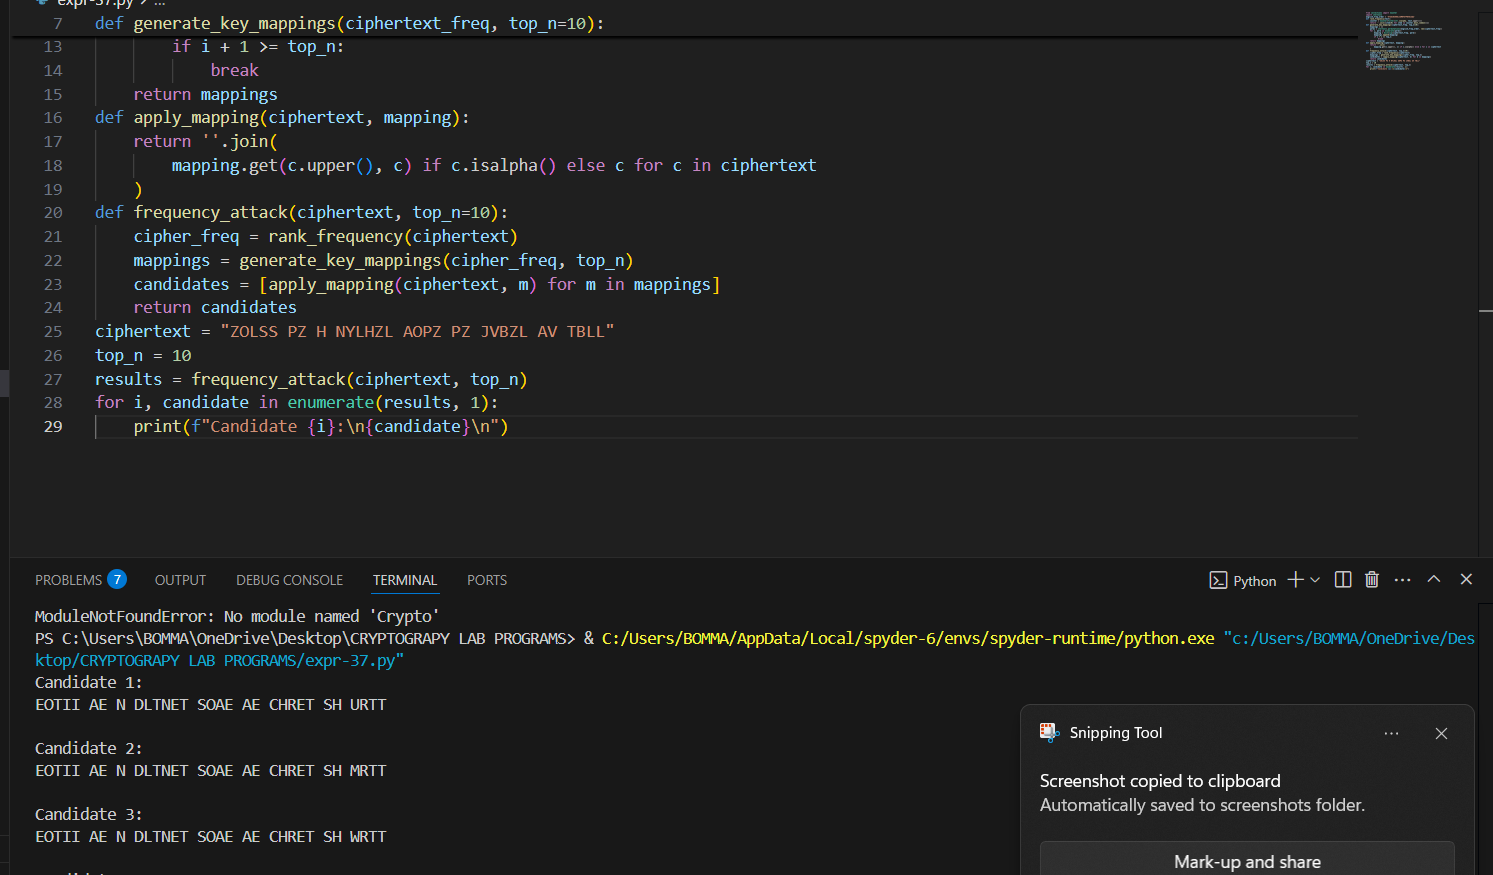 expr-37.py > ...
7 def generate_key_mappings(ciphertext_freq, top_n=10):
13 if i + 1 >= top_n:
14 break
15 return mappings
16 def apply_mapping(ciphertext, mapping):
17 return ''.join(
18 mapping.get(c.upper(), c) if c.isalpha() else c for c in ciphertext
19 )
20 def frequency_attack(ciphertext, top_n=10):
21 cipher_freq = rank_frequency(ciphertext)
22 mappings = generate_key_mappings(cipher_freq, top_n)
23 candidates = [apply_mapping(ciphertext, m) for m in mappings]
24 return candidates
25 ciphertext = "ZOLSS PZ H NYLHZL AOPZ PZ JVBZL AV TBLL"
26 top_n = 10
27 results = frequency_attack(ciphertext, top_n)
28 for i, candidate in enumerate(results, 1):
29 print(f"Candidate {i}:\n{candidate}\n")
PROBLEMS 7 OUTPUT DEBUG CONSOLE TERMINAL PORTS Python
ModuleNotFoundError: No module named 'Crypto'
PS C:\Users\BOMMA\OneDrive\Desktop\CRYPTOGRAPY LAB PROGRAMS> & C:/Users/BOMMA/AppData/Local/spyder-6/envs/spyder-runtime/python.exe "c:/Users/BOMMA/OneDrive/Des
ktop/CRYPTOGRAPY LAB PROGRAMS/expr-37.py"
Candidate 1:
EOTII AE N DLTNET SOAE AE CHRET SH URTT
Candidate 2:
EOTII AE N DLTNET SOAE AE CHRET SH MRTT
Candidate 3:
EOTII AE N DLTNET SOAE AE CHRET SH WRTT
Snipping Tool
Screenshot copied to clipboard
Automatically saved to screenshots folder.
Mark-up and share